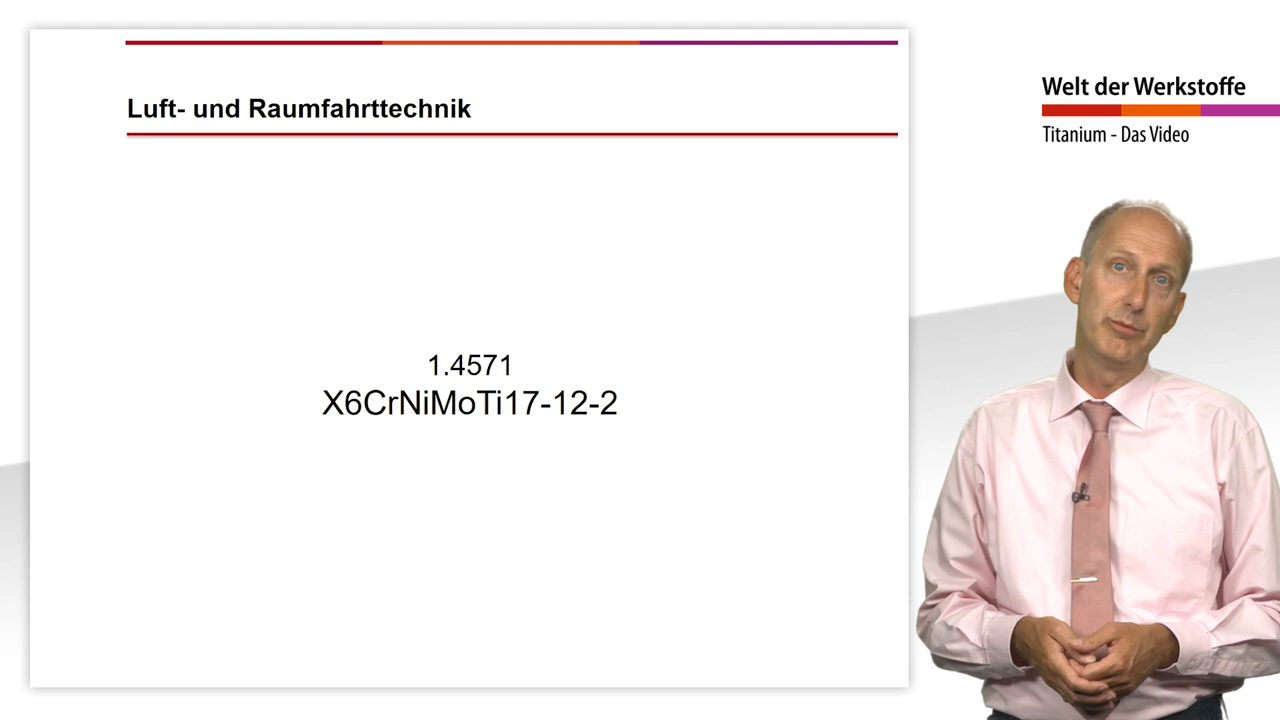 Luft- und Raumfahrttechnik
1.4571
X6CrNiMoTi17-12-2
Welt der Werkstoffe
Titanium - Das Video